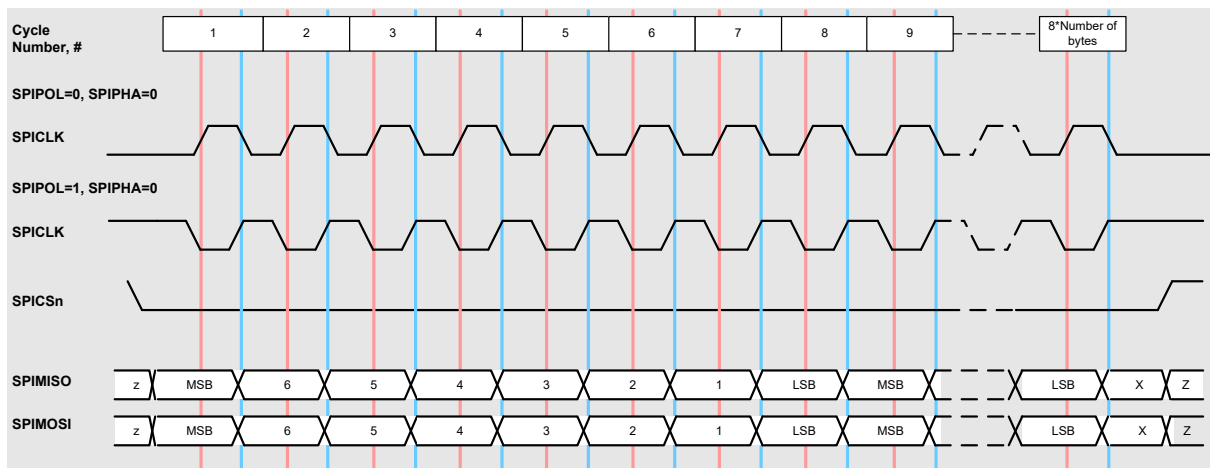 Cycle
Number, #
1 2 3 4 5 6 7 8 9
8*Number of
bytes
SPIPOL=0, SPIPHA=0
SPICLK
SPIPOL=1, SPIPHA=0
SPICLK
SPICSn
SPIMISO z MSB 6 5 4 3 2 1 LSB MSB LSB X Z
SPIMOSI z MSB 6 5 4 3 2 1 LSB MSB LSB X Z